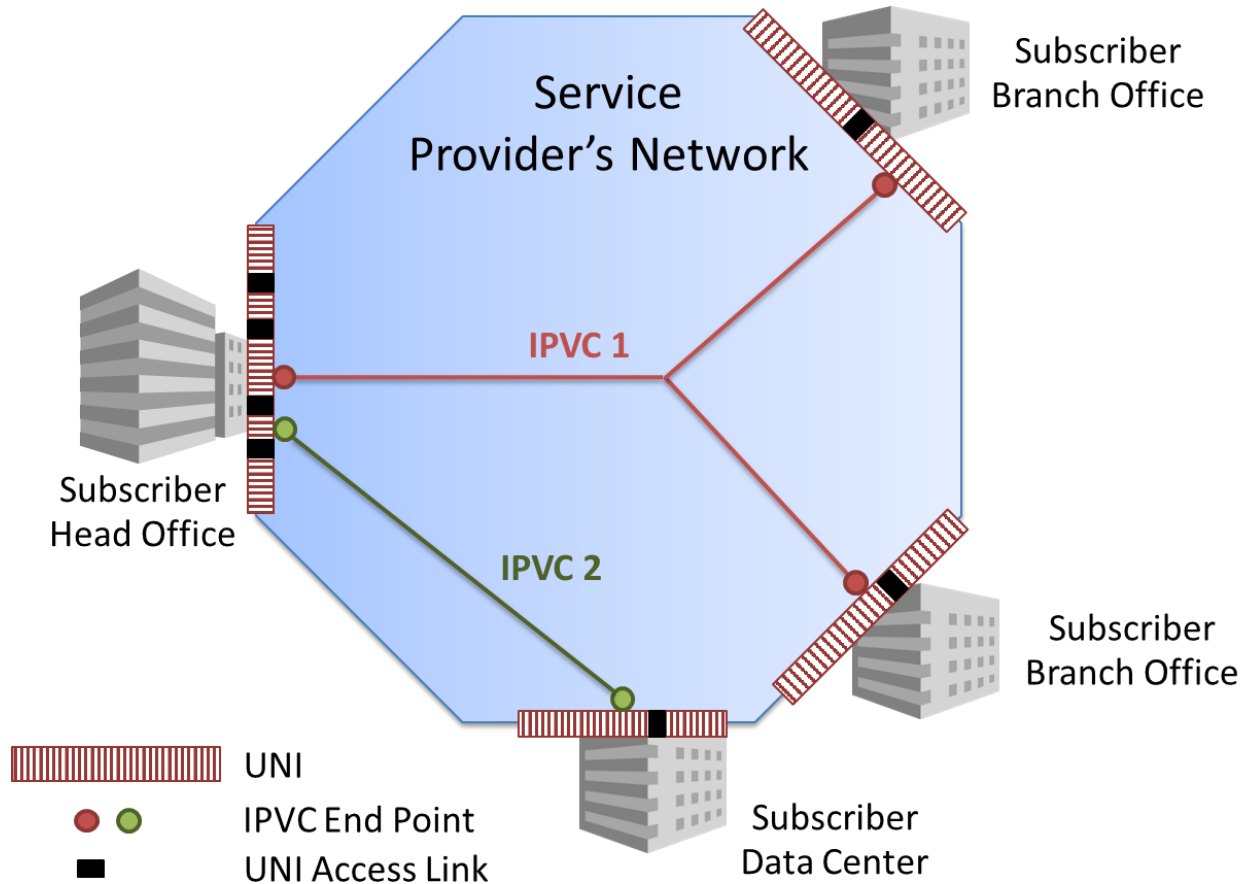 Service
Provider's Network
Subscriber
Branch Office
IPVC 1
Subscriber
Head Office
IPVC 2
Subscriber
Branch Office
UNI
IPVC End Point
UNI Access Link
Subscriber
Data Center